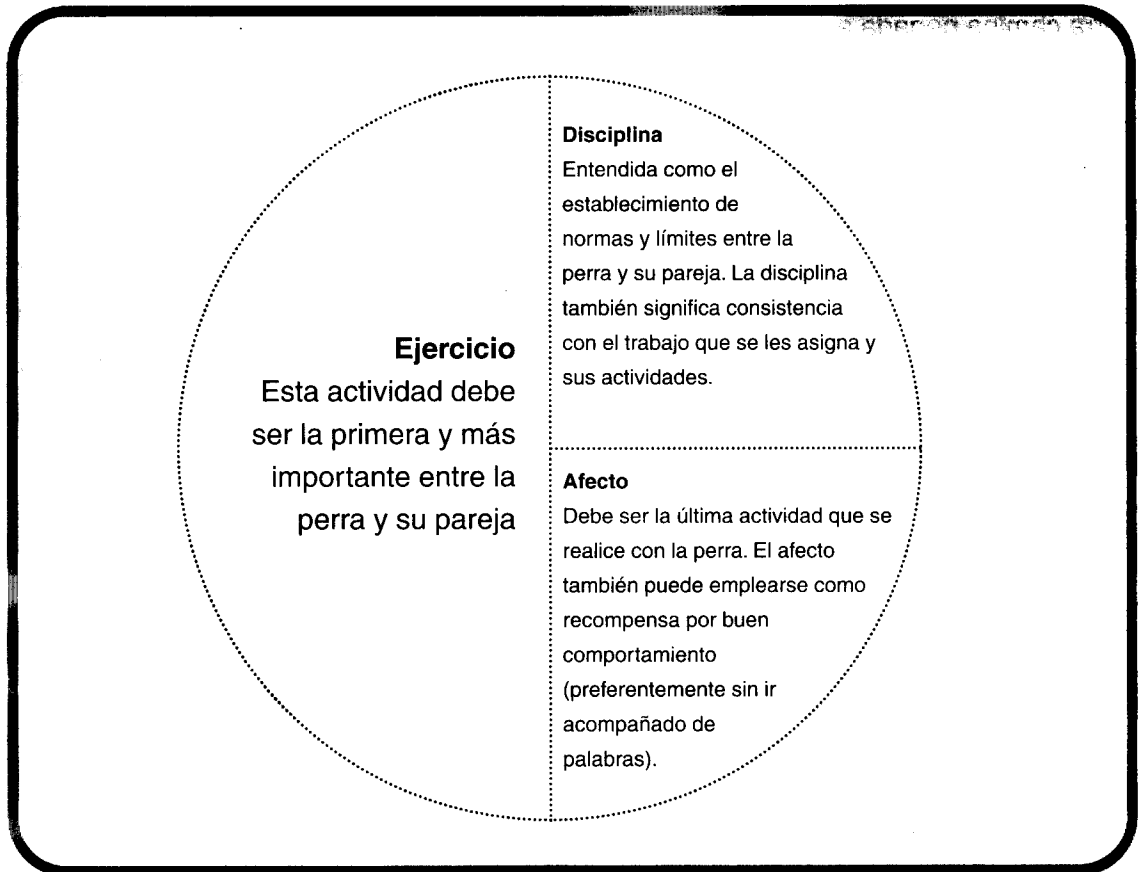 Ejercicio
Esta actividad debe
ser la primera y más
importante entre la
perra y su pareja
Disciplina
Entendida como el
establecimiento de
normas y límites entre la
perra y su pareja. La disciplina
también significa consistencia
con el trabajo que se les asigna y
sus actividades.
Afecto
Debe ser la última actividad que se
realice con la perra. El afecto
también puede emplearse como
recompensa por buen
comportamiento
(preferentemente sin ir
acompañado de
palabras).